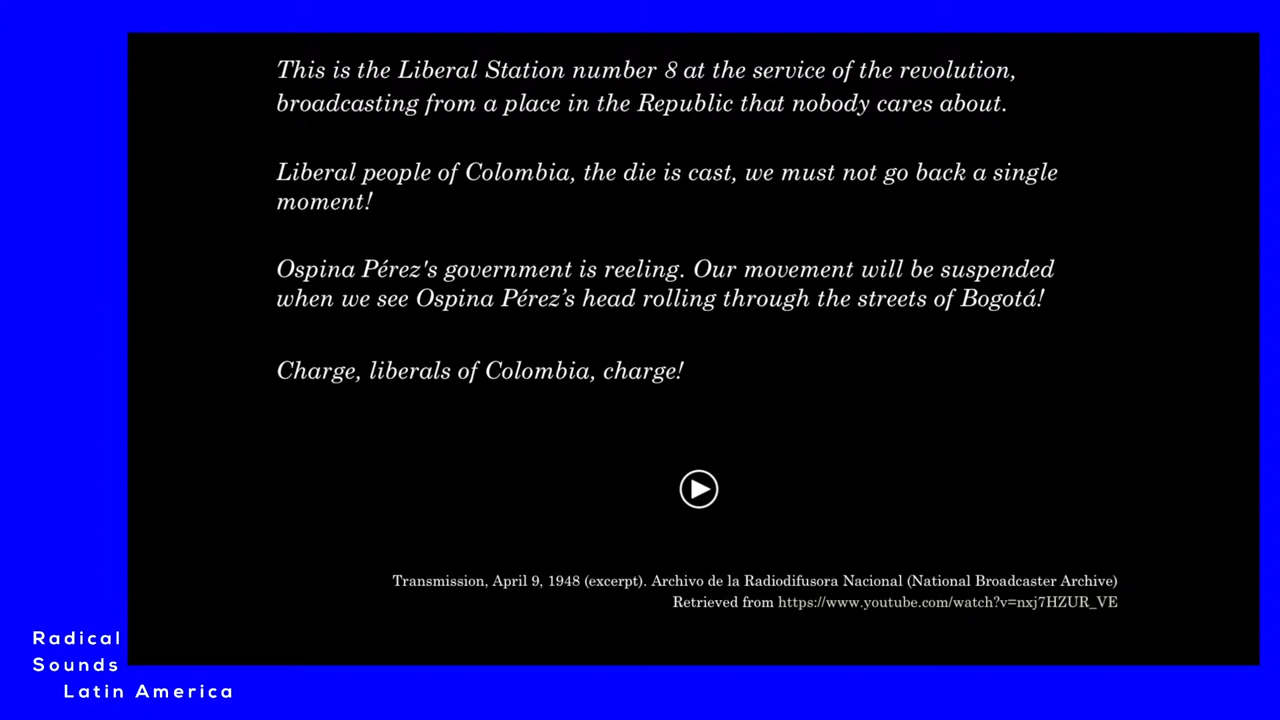 This is the Liberal Station number 8 at the service of the revolution,
broadcasting from a place in the Republic that nobody cares about.
Liberal people of Colombia, the die is cast, we must not go back a single
moment!
Ospina Pérez's government is reeling. Our movement will be suspended
when we see Ospina Pérez’s head rolling through the streets of Bogotá!
Charge, liberals of Colombia, charge!
Transmission, April 9, 1948 (excerpt). Archivo de la Radiodifusora Nacional (National Broadcaster Archive)
Retrieved from https://www.youtube.com/watch?v=nxj7HZUR_VE
Radical
Sounds
Latin America